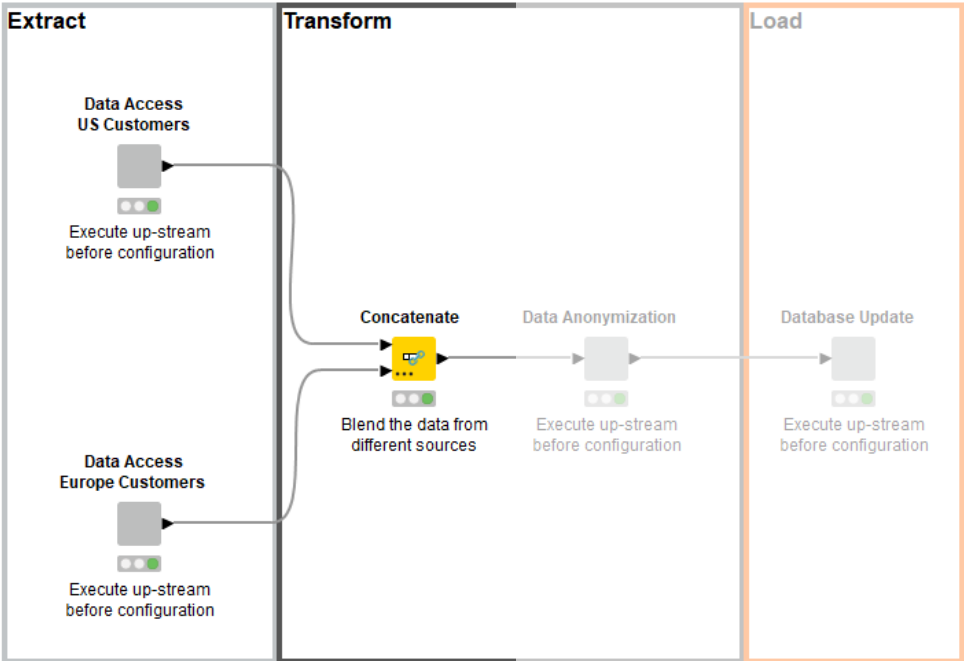 Extract
Transform
Load
Data Access
US Customers
Execute up-stream
before configuration
Concatenate
Blend the data from
different sources
Data Anonymization
Execute up-stream
before configuration
Database Update
Execute up-stream
before configuration
Data Access
Europe Customers
Execute up-stream
before configuration